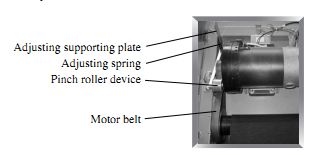 Adjusting supporting plate
Adjusting spring
Pinch roller device
Motor belt